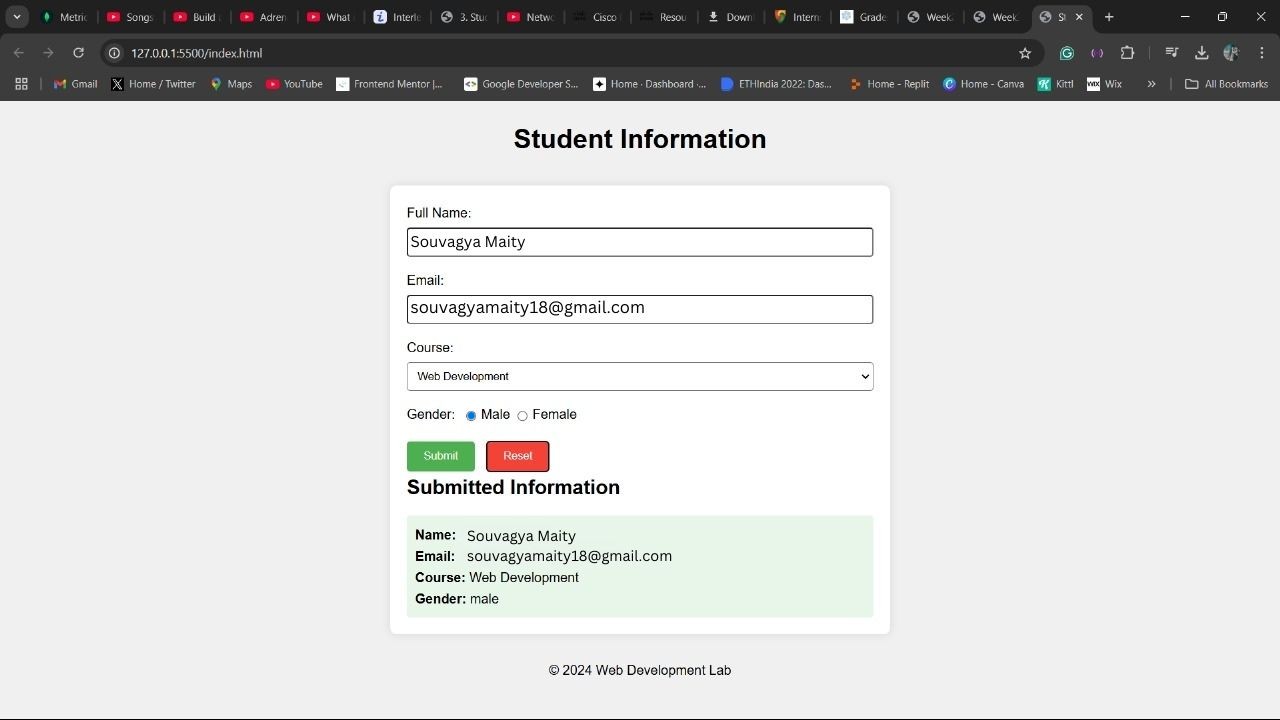 Metric
Song
Build
Adren
What
Interio
3. Stu
Netwo
Cisco
Resou
Down
Intern
Grade
Week
Week
127.0.0.1:5500/index.html
Gmail
Home / Twitter
Maps
YouTube
Frontend Mentor |...
Google Developer S...
Home · Dashboard ·...
ETHIndia 2022: Das...
Home - Replit
Home - Canva
Kittl
Wix
All Bookmarks
Student Information
Full Name:
Souvagya Maity
Email:
souvagyamaity18@gmail.com
Course:
Web Development
Gender: Male Female
Submit Reset
Submitted Information
Name: Souvagya Maity
Email: souvagyamaity18@gmail.com
Course: Web Development
Gender: male
© 2024 Web Development Lab